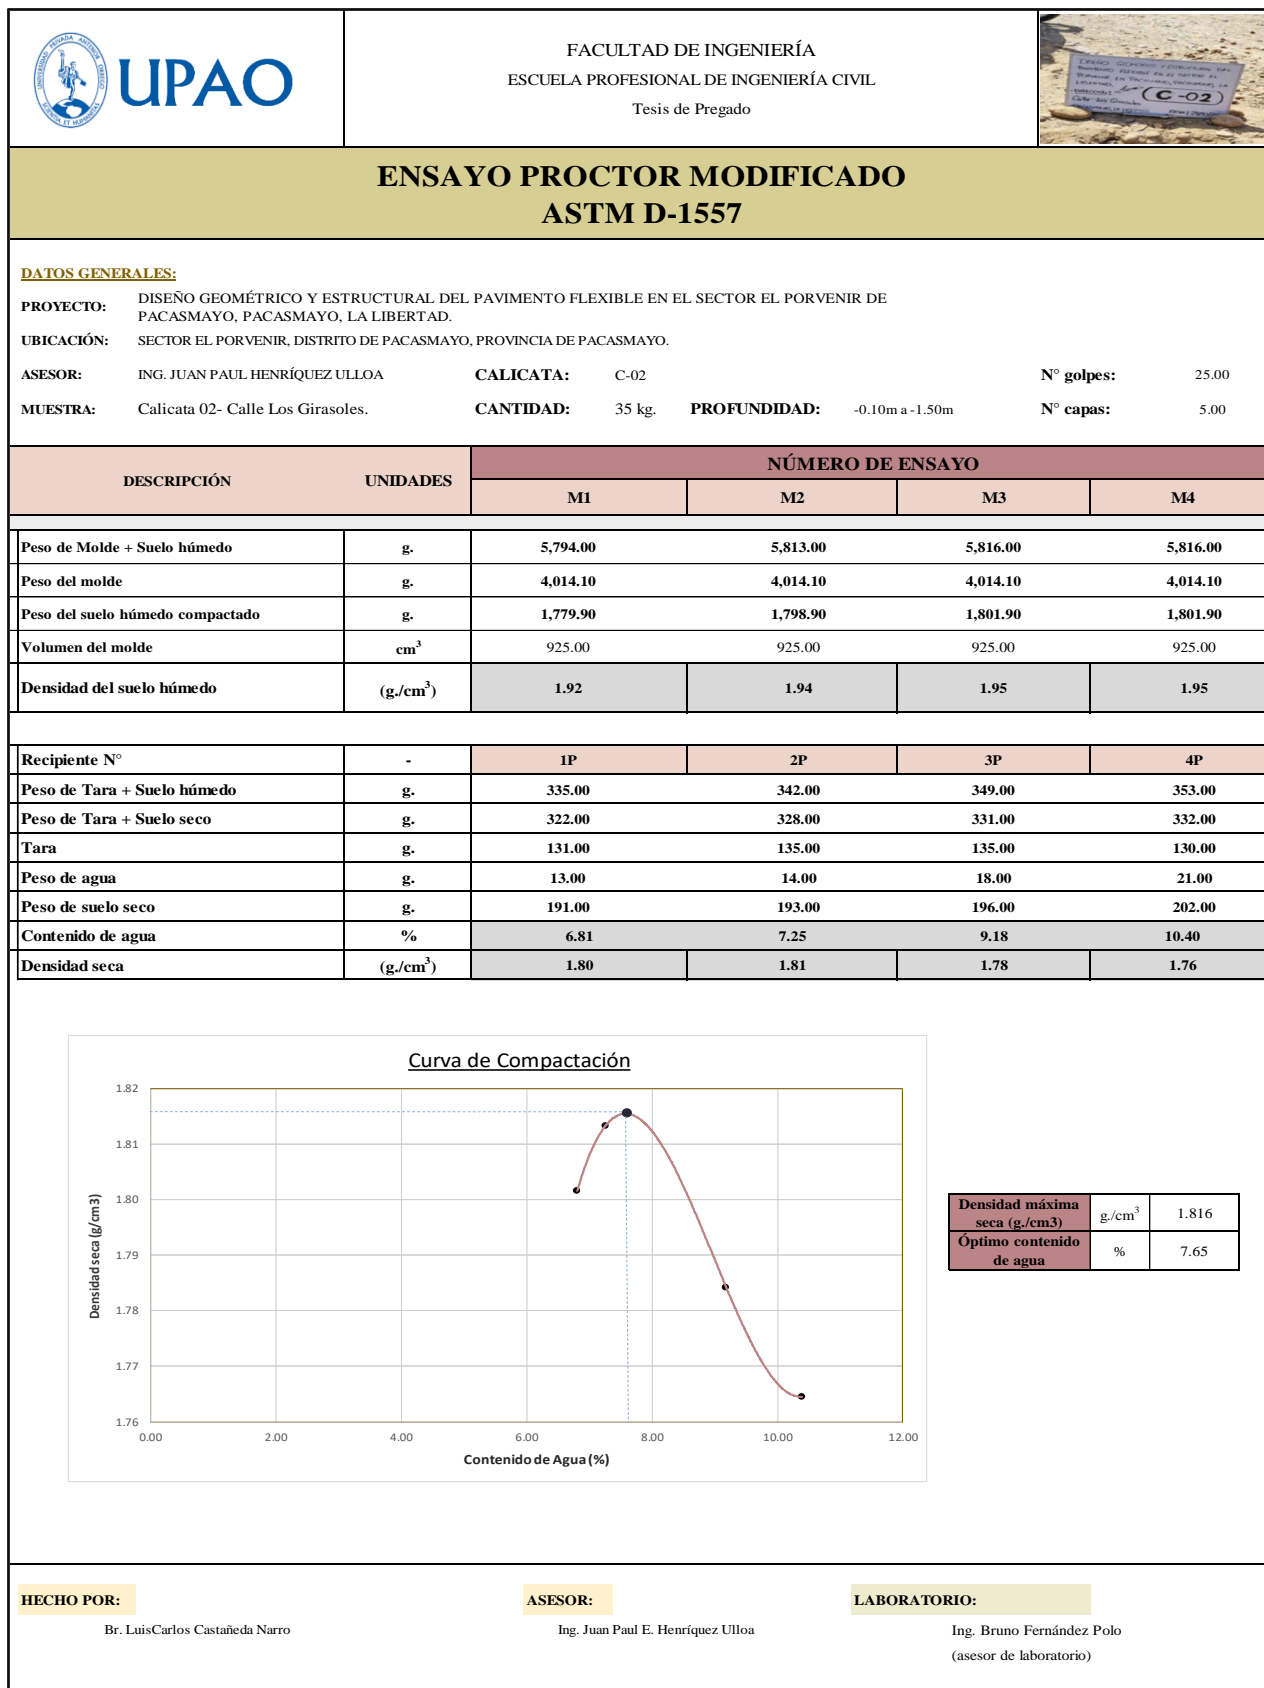 UNIVERSIDAD PRIVADA ANTENOR ORREGO
SCIENTIA ET HUMANITAS
UPAO
FACULTAD DE INGENIERÍA
ESCUELA PROFESIONAL DE INGENIERÍA CIVIL
Tesis de Pregado
C-02
ENSAYO PROCTOR MODIFICADO
ASTM D-1557
DATOS GENERALES:
PROYECTO: DISEÑO GEOMÉTRICO Y ESTRUCTURAL DEL PAVIMENTO FLEXIBLE EN EL SECTOR EL PORVENIR DE
PACASMAYO, PACASMAYO, LA LIBERTAD.
UBICACIÓN: SECTOR EL PORVENIR, DISTRITO DE PACASMAYO, PROVINCIA DE PACASMAYO.
ASESOR: ING. JUAN PAUL HENRÍQUEZ ULLOA CALICATA: C-02 N° golpes: 25.00
MUESTRA: Calicata 02- Calle Los Girasoles. CANTIDAD: 35 kg. PROFUNDIDAD: -0.10m a -1.50m N° capas: 5.00
DESCRIPCIÓN UNIDADES NÚMERO DE ENSAYO
M1 M2 M3 M4
Peso de Molde + Suelo húmedo g. 5,794.00 5,813.00 5,816.00 5,816.00
Peso del molde g. 4,014.10 4,014.10 4,014.10 4,014.10
Peso del suelo húmedo compactado g. 1,779.90 1,798.90 1,801.90 1,801.90
Volumen del molde cm3 925.00 925.00 925.00 925.00
Densidad del suelo húmedo (g./cm3) 1.92 1.94 1.95 1.95
Recipiente N° - 1P 2P 3P 4P
Peso de Tara + Suelo húmedo g. 335.00 342.00 349.00 353.00
Peso de Tara + Suelo seco g. 322.00 328.00 331.00 332.00
Tara g. 131.00 135.00 135.00 130.00
Peso de agua g. 13.00 14.00 18.00 21.00
Peso de suelo seco g. 191.00 193.00 196.00 202.00
Contenido de agua % 6.81 7.25 9.18 10.40
Densidad seca (g./cm3) 1.80 1.81 1.78 1.76
Curva de Compactación
1.82
1.81
1.80
1.79
1.78
1.77
1.76
Densidad seca (g/cm3)
0.00 2.00 4.00 6.00 8.00 10.00 12.00
Contenido de Agua (%)
Densidad máxima
seca (g./cm3) g./cm3 1.816
Óptimo contenido
de agua % 7.65
HECHO POR: ASESOR: LABORATORIO:
Br. LuisCarlos Castañeda Narro Ing. Juan Paul E. Henríquez Ulloa Ing. Bruno Fernández Polo
(asesor de laboratorio)